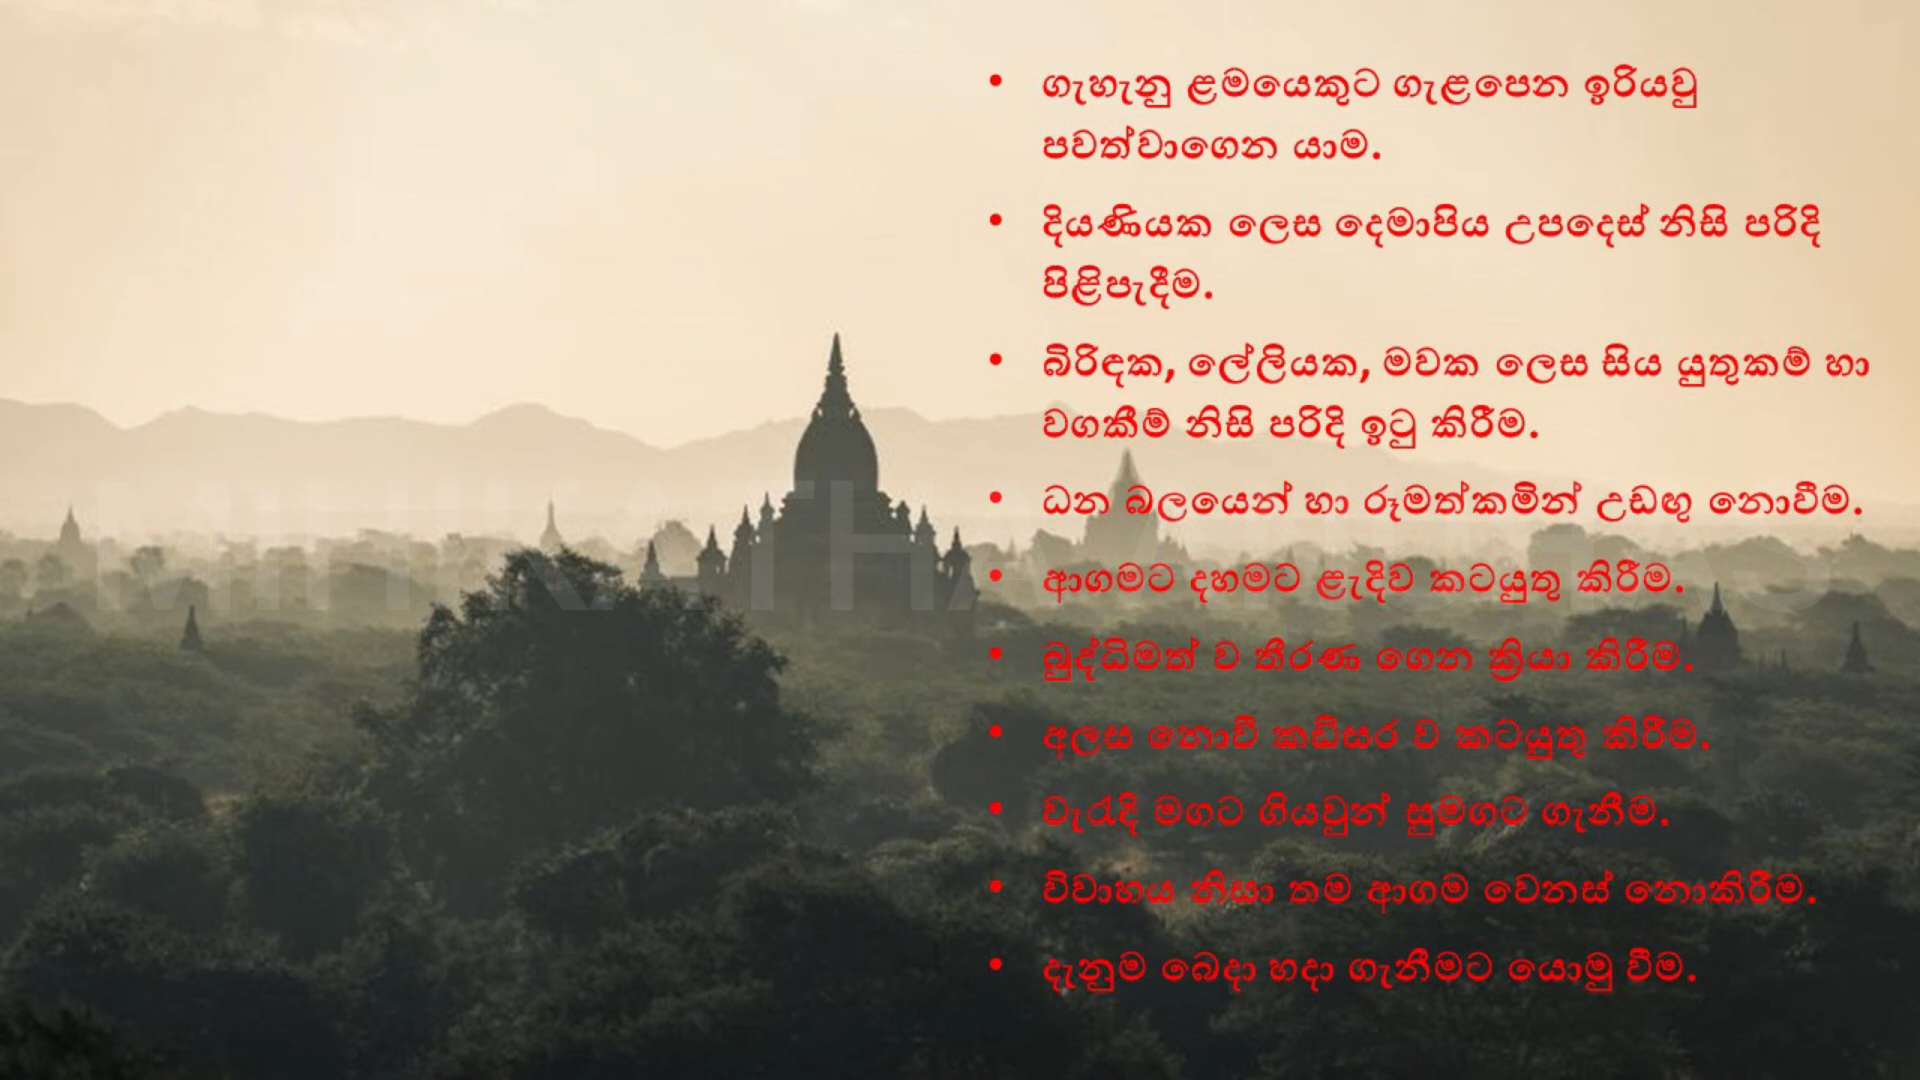 • ගැහැනු ළමයෙකුට ගැළපෙන ඉරියවු
පවත්වාගෙන යාම.
• දියණියක ලෙස දෙමාපිය උපදෙස් නිසි පරිදි
පිළිපැදීම.
• බිරිඳක, ලේලියක, මවක ලෙස සිය යුතුකම් හා
වගකීම් නිසි පරිදි ඉටු කිරීම.
• ධන බලයෙන් හා රූමත්කමින් උඩඟු නොවීම.
• ආගමට දහමට ළැදිව කටයුතු කිරීම.
• බුද්ධිමත් ව තීරණ ගෙන ක්‍රියා කිරීම.
• අලස නොවී කඩිසර ව කටයුතු කිරීම.
• වැරැදි මගට ගියවුන් සුමගට ගැනීම.
• විවාහය නිසා තම ආගම වෙනස් නොකිරීම.
• දැනුම බෙදා හදා ගැනීමට යොමු වීම.